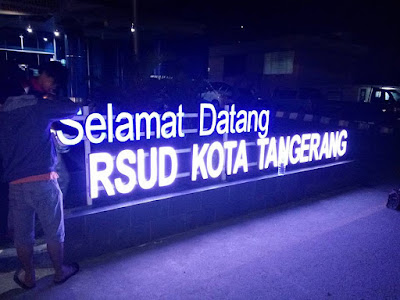 Selamat Datang
RSUD KOTA TANGERANG